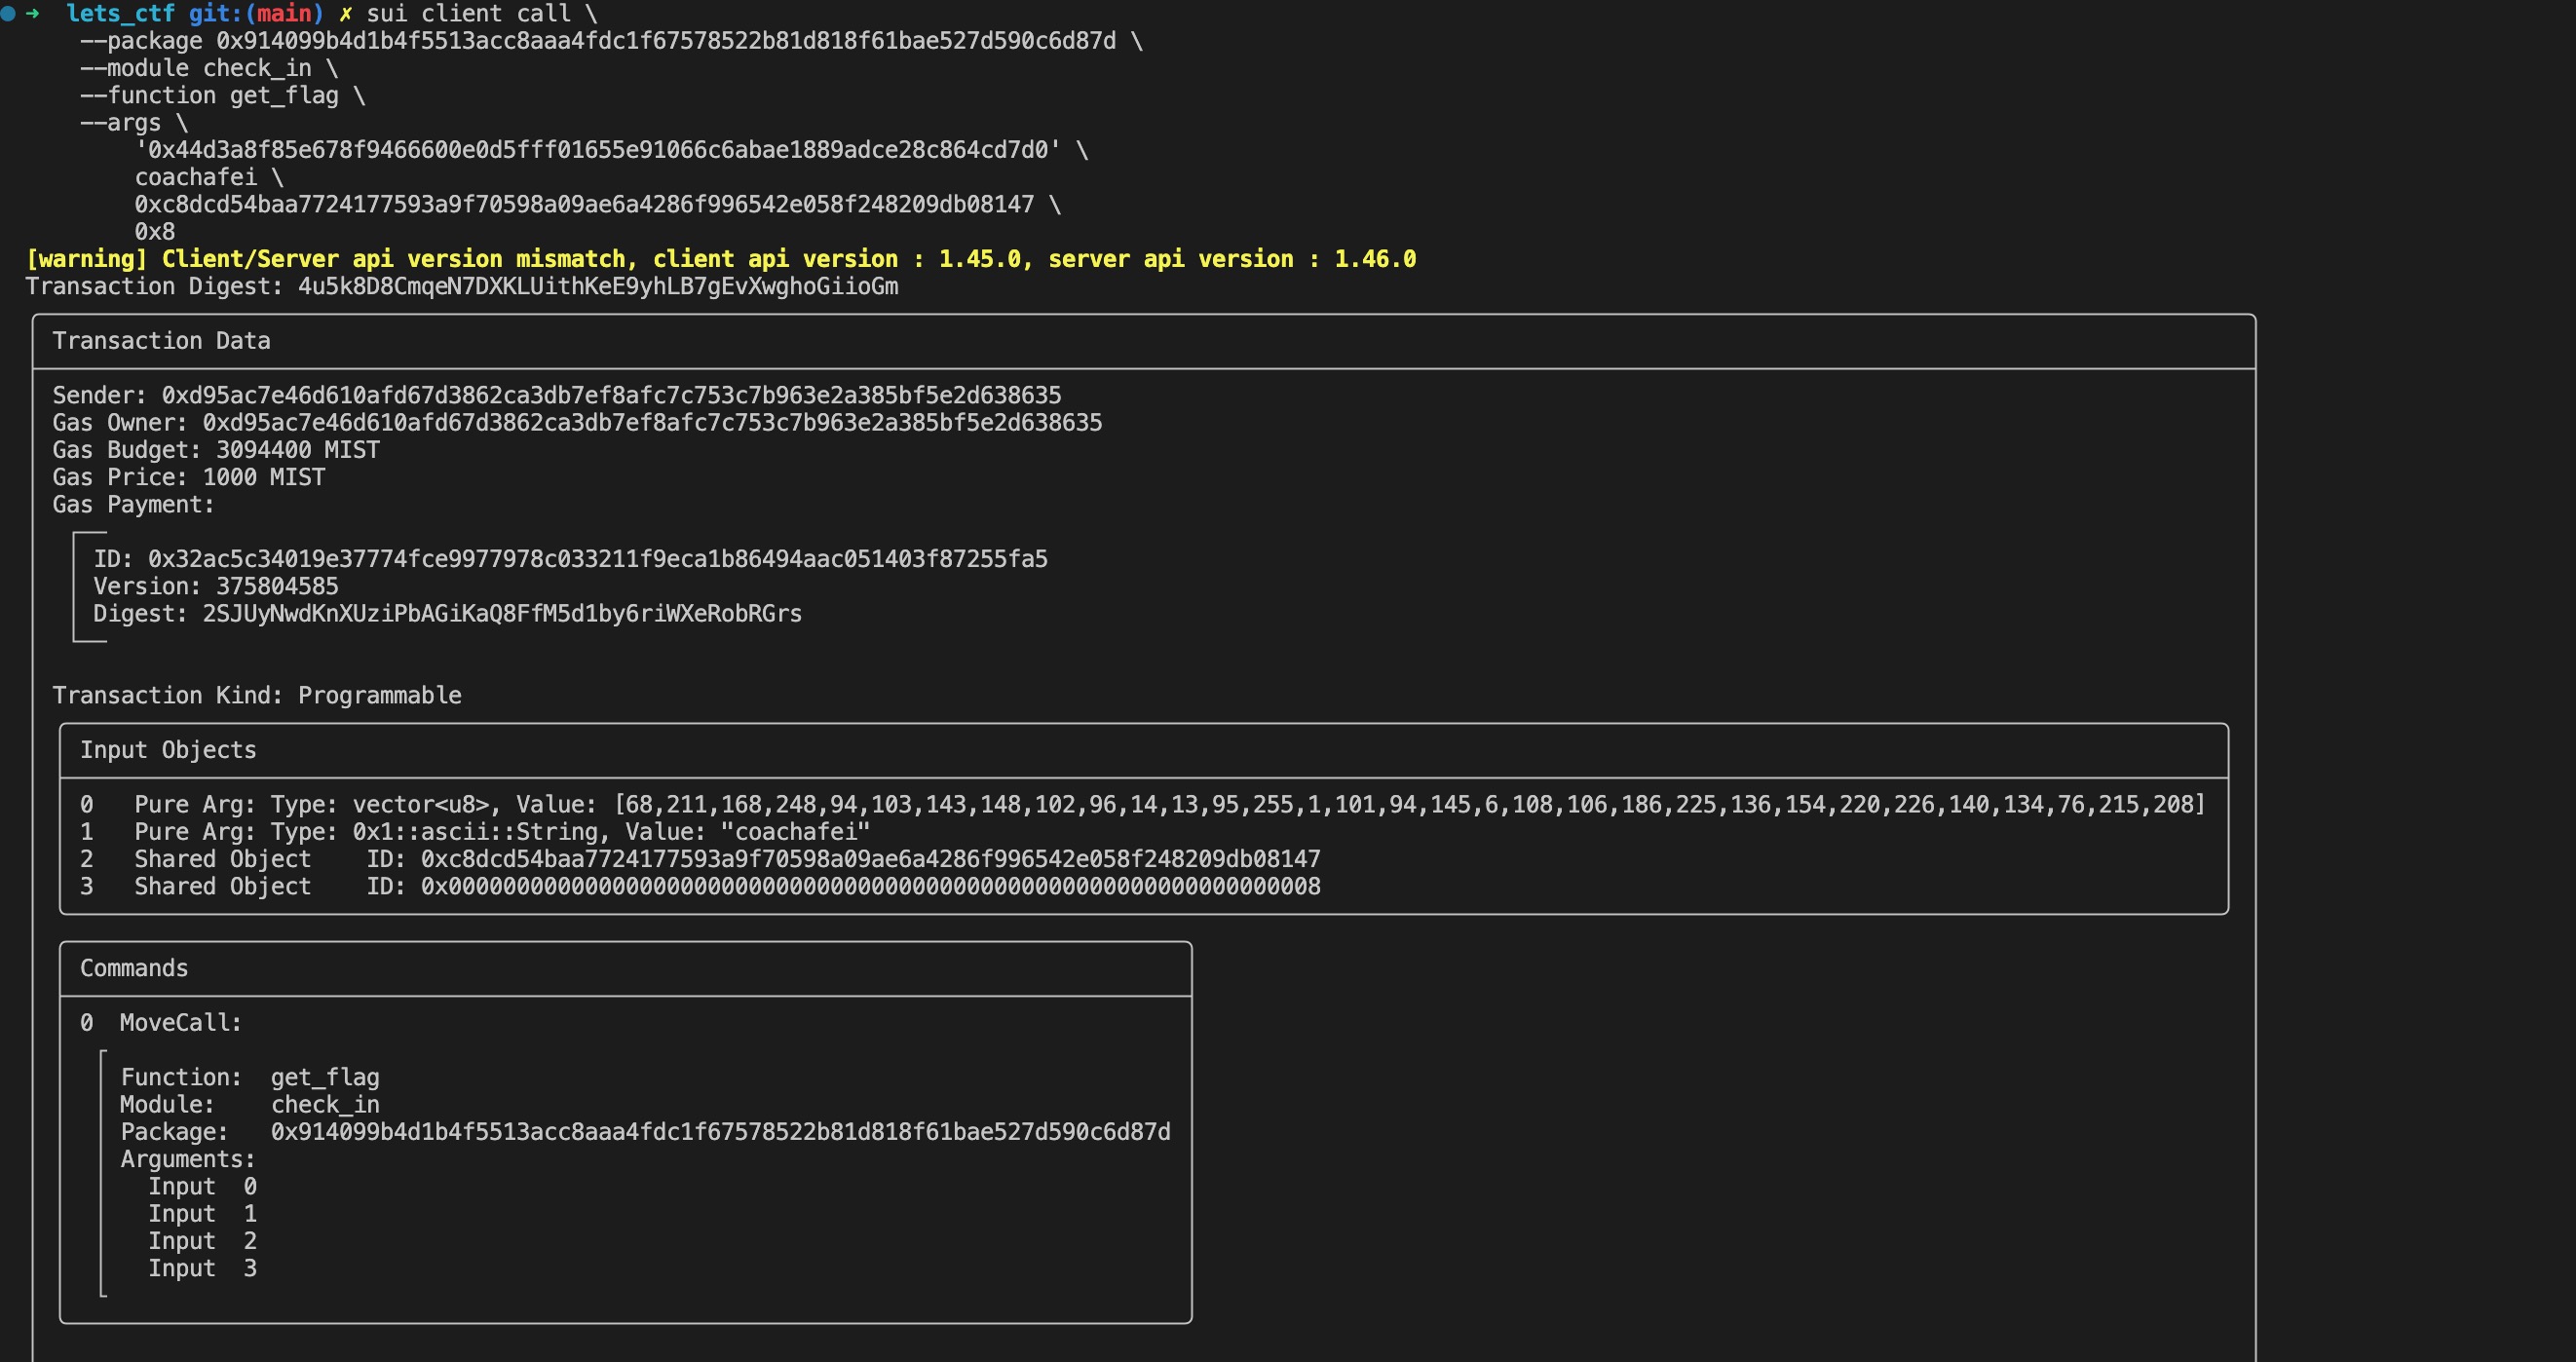 ➜  lets_ctf git:(main) ✗ sui client call \
--package 0x914099b4d1b4f5513acc8aaa4fdc1f67578522b81d818f61bae527d590c6d87d \
--module check_in \
--function get_flag \
--args \
'0x44d3a8f85e678f9466600e0d5fff01655e91066c6abae1889adce28c864cd7d0' \
coachafei \
0xc8dcd54baa7724177593a9f70598a09ae6a4286f996542e058f248209db08147 \
0x8
[warning] Client/Server api version mismatch, client api version : 1.45.0, server api version : 1.46.0
Transaction Digest: 4u5k8D8CmqeN7DXKLUithKeE9yhLB7gEvXwghoGiioGm
Transaction Data
Sender: 0xd95ac7e46d610afd67d3862ca3db7ef8afc7c753c7b963e2a385bf5e2d638635
Gas Owner: 0xd95ac7e46d610afd67d3862ca3db7ef8afc7c753c7b963e2a385bf5e2d638635
Gas Budget: 3094400 MIST
Gas Price: 1000 MIST
Gas Payment:
ID: 0x32ac5c34019e37774fce9977978c033211f9eca1b86494aac051403f87255fa5
Version: 375804585
Digest: 2SJUyNwdKnXUziPbAGiKaQ8FfM5d1by6riWXeRobRGrs
Transaction Kind: Programmable
Input Objects
0   Pure Arg: Type: vector<u8>, Value: [68,211,168,248,94,103,143,148,102,96,14,13,95,255,1,101,94,145,6,108,106,186,225,136,154,220,226,140,134,76,215,208]
1   Pure Arg: Type: 0x1::ascii::String, Value: "coachafei"
2   Shared Object    ID: 0xc8dcd54baa7724177593a9f70598a09ae6a4286f996542e058f248209db08147
3   Shared Object    ID: 0x0000000000000000000000000000000000000000000000000000000000000008
Commands
0  MoveCall:
Function:  get_flag
Module:    check_in
Package:   0x914099b4d1b4f5513acc8aaa4fdc1f67578522b81d818f61bae527d590c6d87d
Arguments:
Input  0
Input  1
Input  2
Input  3